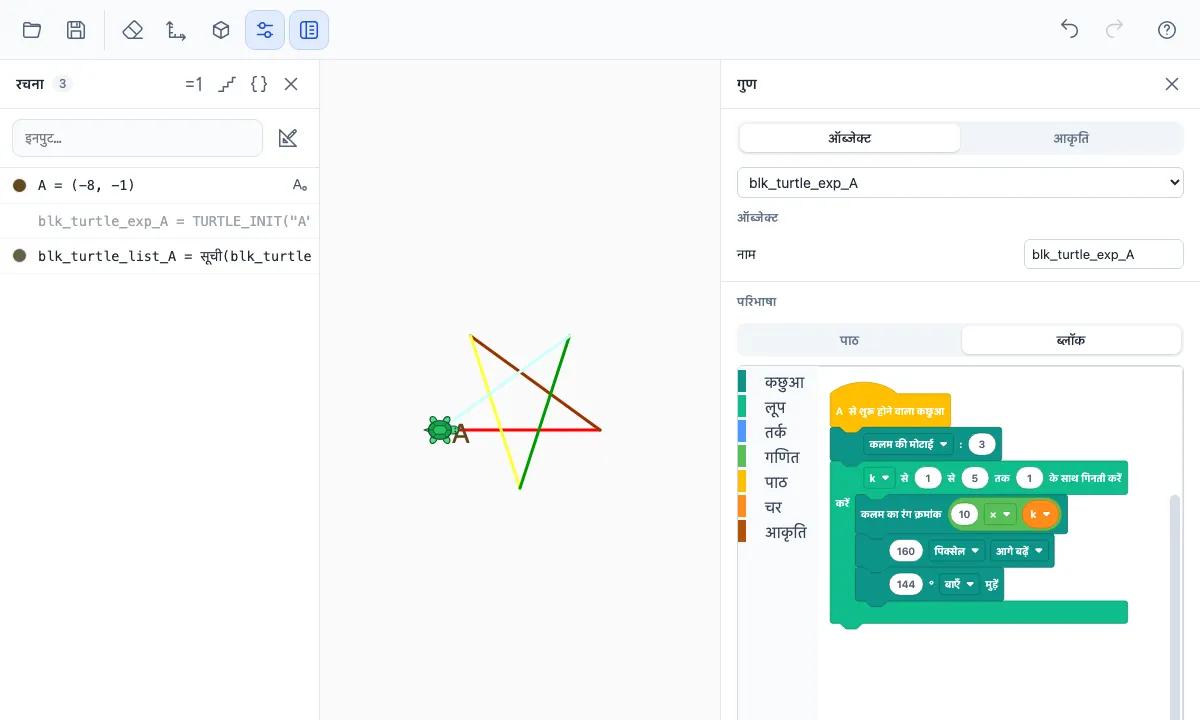 रचना 3
=1 {}
इनपुट…
A = (−8, −1)
blk_turtle_exp_A = TURTLE_INIT("A"
blk_turtle_list_A = सूची(blk_turtle
A
गुण
ऑब्जेक्ट आकृति
blk_turtle_exp_A
ऑब्जेक्ट
नाम blk_turtle_exp_A
परिभाषा
पाठ ब्लॉक
कछुआ
लूप
तर्क
गणित
पाठ
चर
आकृति
A से शुरू होने वाला कछुआ
कलम की मोटाई : 3
k से 1 से 5 तक 1 के साथ गिनती करें
करें
कलम का रंग क्रमांक 10 × k
160 पिक्सेल आगे बढ़ें
144 ° बाएँ मुड़ें